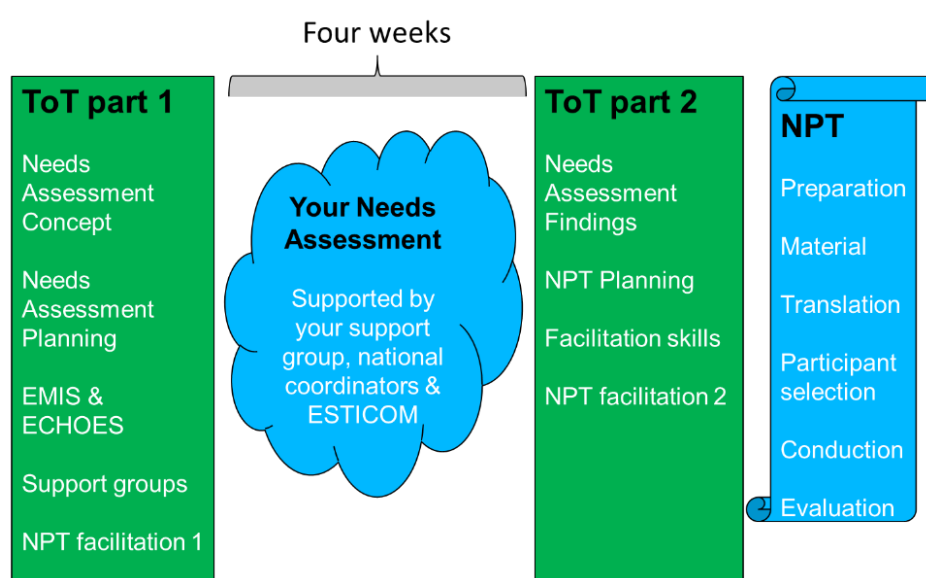 Four weeks
ToT part 1
Needs
Assessment
Concept
Needs
Assessment
Planning
EMIS &
ECHOES
Support groups
NPT facilitation 1
Your Needs
Assessment
Supported by
your support
group, national
coordinators &
ESTICOM
ToT part 2
Needs
Assessment
Findings
NPT Planning
Facilitation skills
NPT facilitation 2
NPT
Preparation
Material
Translation
Participant
selection
Conduction
Evaluation